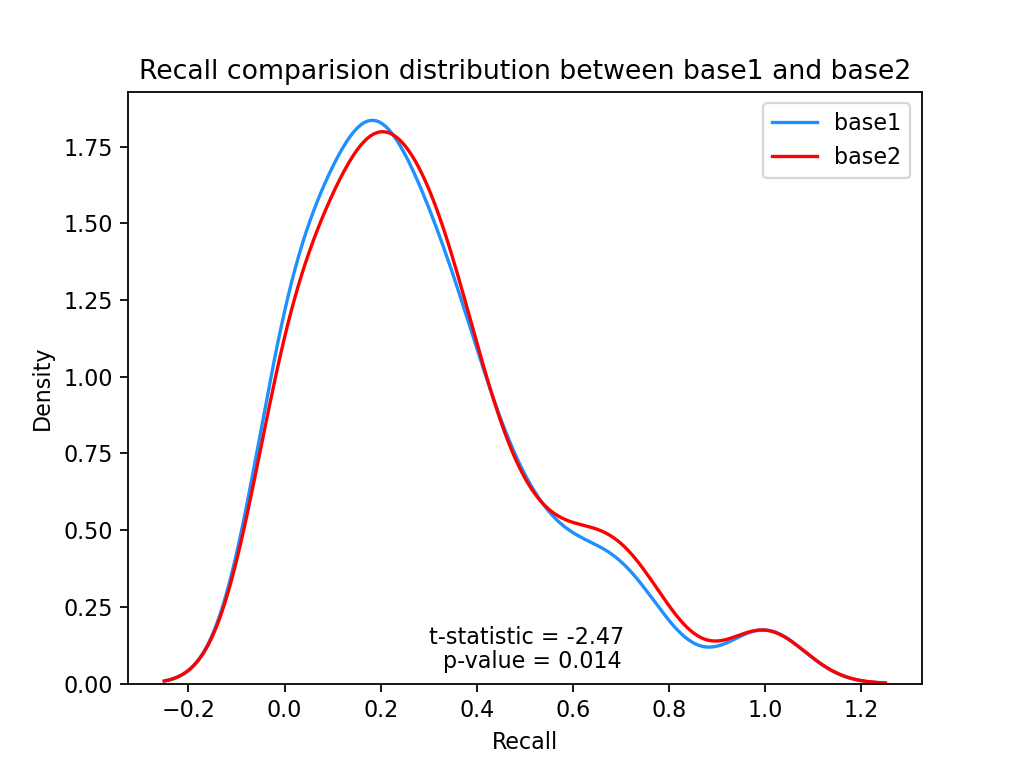 Recall comparision distribution between base1 and base2
base1
base2
1.75
1.50
1.25
1.00
0.75
0.50
0.25
0.00
Density
t-statistic = -2.47
p-value = 0.014
−0.2 0.0 0.2 0.4 0.6 0.8 1.0 1.2
Recall